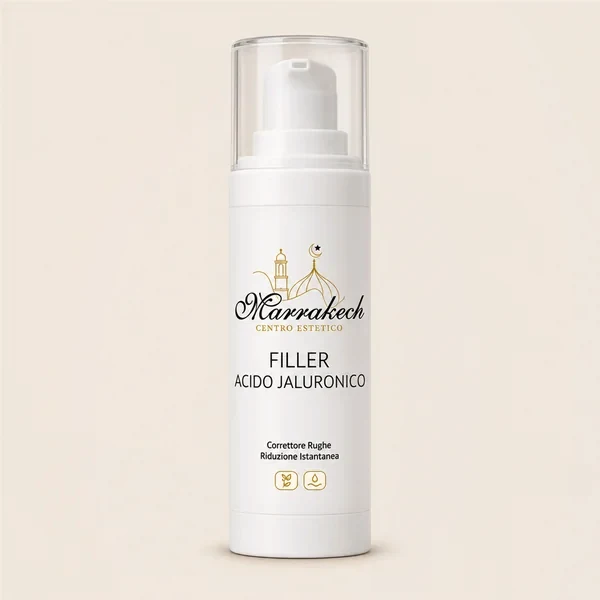 Marrakech
CENTRO ESTETICO
FILLER
ACIDO JALURONICO
Correttore Rughe
Riduzione Istantanea